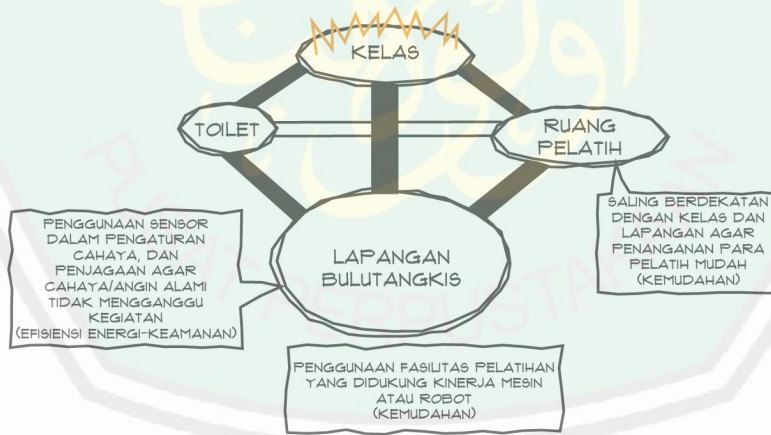 KELAS
TOILET
RUANG
PELATIH
LAPANGAN
BULUTANGKIS
PENGGUNAAN SENSOR
DALAM PENGATURAN
CAHAYA, DAN
PENJAGAAN AGAR
CAHAYA/ANGIN ALAMI
TIDAK MENGGANGGU
KEGIATAN
(EFISIENSI ENERGI-KEAMANAN)
SALING BERDEKATAN
DENGAN KELAS DAN
LAPANGAN AGAR
PENANGANAN PARA
PELATIH MUDAH
(KEMUDAHAN)
PENGGUNAAN FASILITAS PELATIHAN
YANG DIDUKUNG KINERJA MESIN
ATAU ROBOT
(KEMUDAHAN)